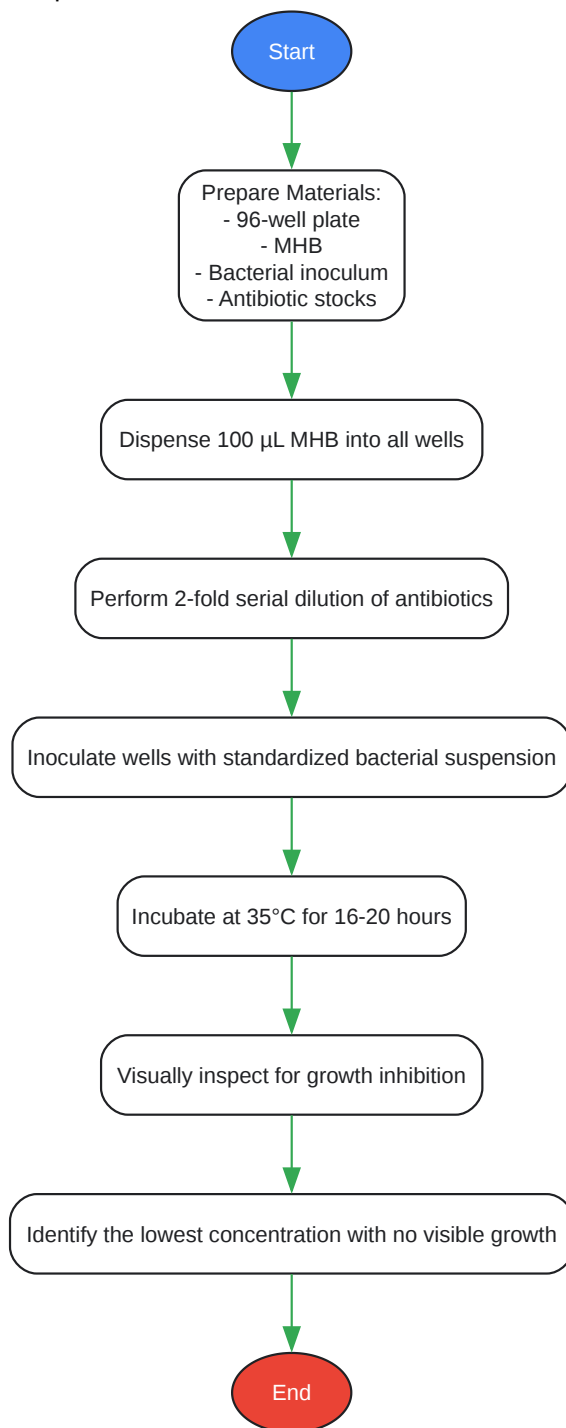 Start
Prepare Materials:
- 96-well plate
- MHB
- Bacterial inoculum
- Antibiotic stocks
Dispense 100 µL MHB into all wells
Perform 2-fold serial dilution of antibiotics
Inoculate wells with standardized bacterial suspension
Incubate at 35°C for 16-20 hours
Visually inspect for growth inhibition
Identify the lowest concentration with no visible growth
End